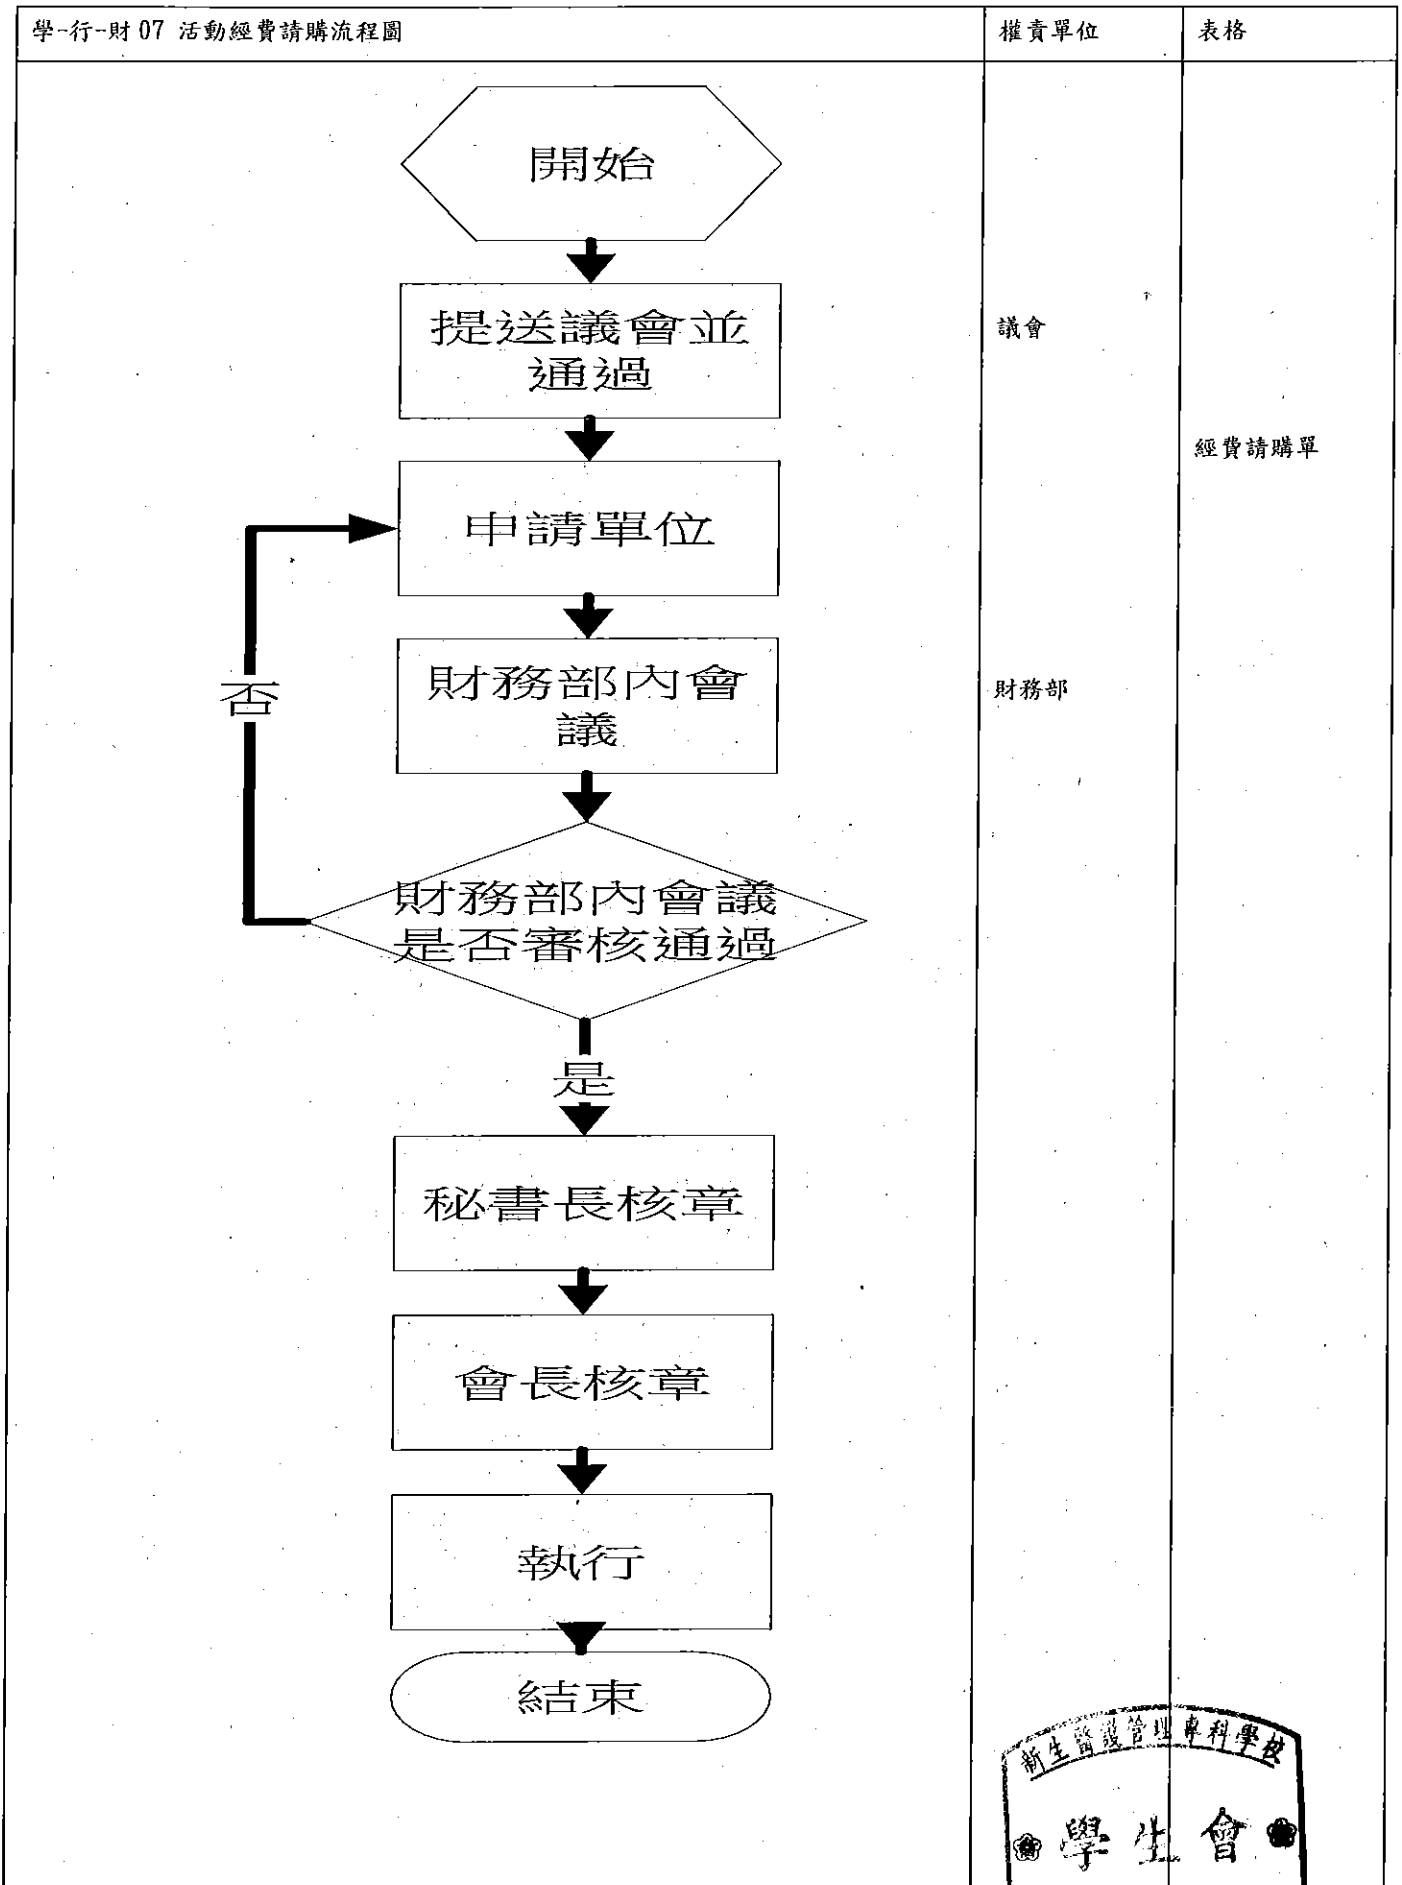 學-行-財 07 活動經費請購流程圖
權責單位
表格
開始
提送議會並
通過
議會
經費請購單
申請單位
財務部內會
議
財務部
否
財務部內會議
是否審核通過
是
秘書長核章
會長核章
執行
結束
新生醫護管理專科學校
學生會